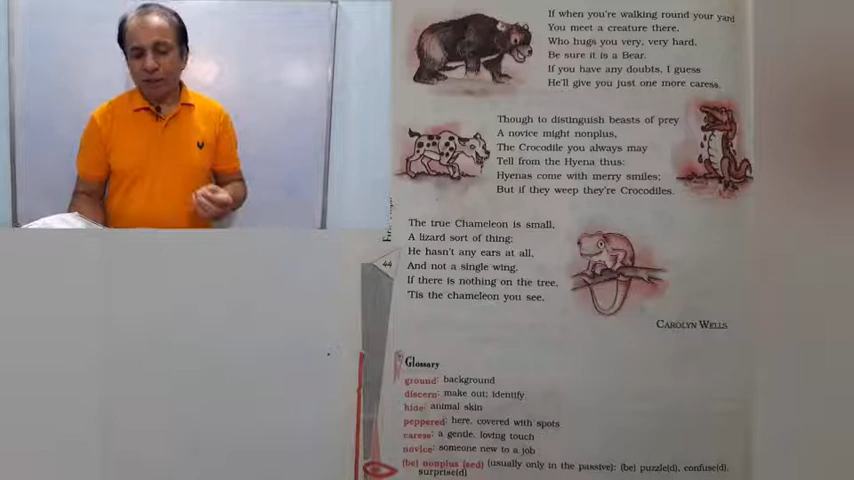 If when you're walking round your yard
You meet a creature there,
Who hugs you very, very hard,
Be sure it is a Bear.
If you have any doubts, I guess
He'll give you just one more caress.
Though to distinguish beasts of prey
A novice might nonplus,
The Crocodile you always may
Tell from the Hyena thus:
Hyenas come with merry smiles;
But if they weep they're Crocodiles.
The true Chameleon is small,
A lizard sort of thing;
He hasn't any ears at all,
And not a single wing.
If there is nothing on the tree,
'Tis the chameleon you see.
CAROLYN WELLS
44
Glossary
ground: background
discern: make out; identify
hide: animal skin
peppered: here, covered with spots
caress: a gentle, loving touch
novice: someone new to a job
(be) nonplus (sed) (usually only in the passive): (be) puzzle(d), confuse(d),
surprise(d)